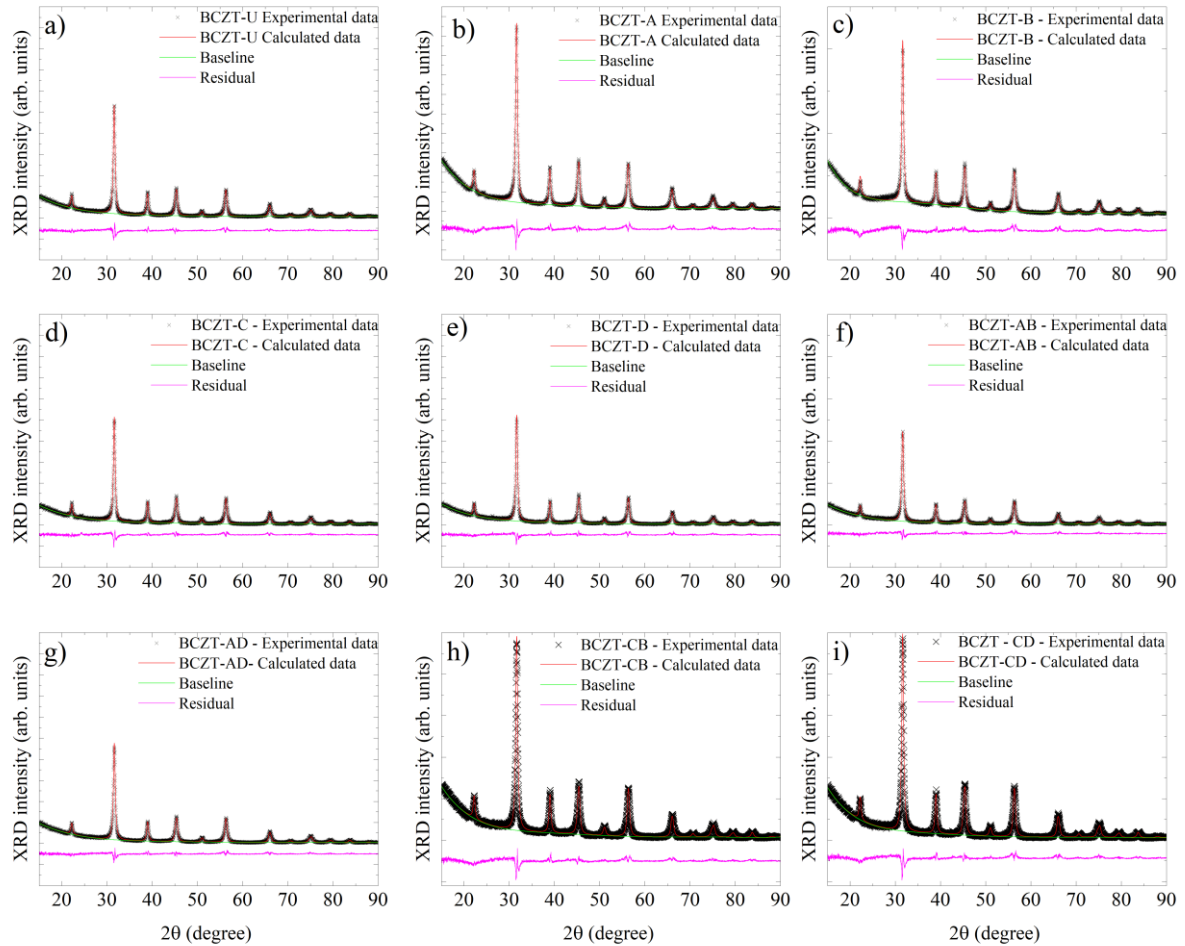 a)
BCZT-U Experimental data
BCZT-U Calculated data
Baseline
Residual
XRD intensity (arb. units)
20 30 40 50 60 70 80 90
b)
BCZT-A Experimental data
BCZT-A Calculated data
Baseline
Residual
XRD intensity (arb. units)
20 30 40 50 60 70 80 90
c)
BCZT-B - Experimental data
BCZT-B - Calculated data
Baseline
Residual
XRD intensity (arb. units)
20 30 40 50 60 70 80 90
d)
BCZT-C - Experimental data
BCZT-C - Calculated data
Baseline
Residual
XRD intensity (arb. units)
20 30 40 50 60 70 80 90
e)
BCZT-D - Experimental data
BCZT-D - Calculated data
Baseline
Residual
XRD intensity (arb. units)
20 30 40 50 60 70 80 90
f)
BCZT-AB - Experimental data
BCZT-AB - Calculated data
Baseline
Residual
XRD intensity (arb. units)
20 30 40 50 60 70 80 90
g)
BCZT-AD - Experimental data
BCZT-AD- Calculated data
Baseline
Residual
XRD intensity (arb. units)
20 30 40 50 60 70 80 90
2θ (degree)
h)
BCZT-CB - Experimental data
BCZT-CB - Calculated data
Baseline
Residual
XRD intensity (arb. units)
20 30 40 50 60 70 80 90
2θ (degree)
i)
BCZT - CD - Experimental data
BCZT-CD - Calculated data
Baseline
Residual
XRD intensity (arb. units)
20 30 40 50 60 70 80 90
2θ (degree)